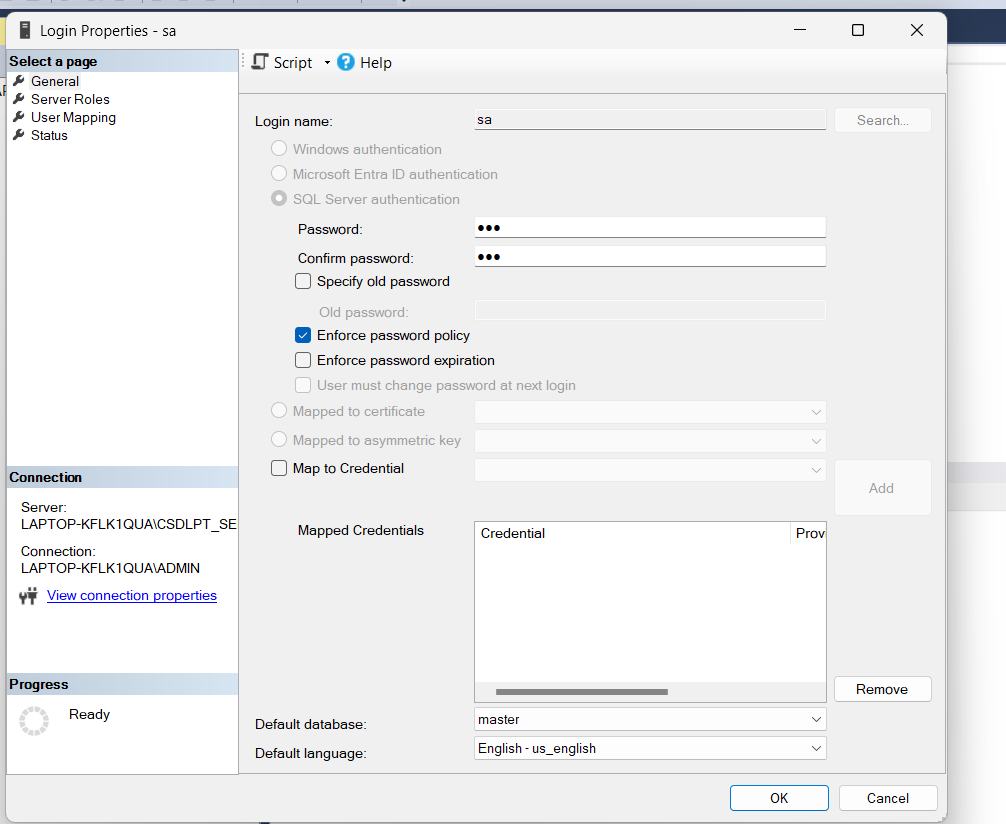 Login Properties - sa
Select a page
General
Server Roles
User Mapping
Status
Script
Help
Login name:
sa
Search...
Windows authentication
Microsoft Entra ID authentication
SQL Server authentication
Password:
●●●
Confirm password:
●●●
Specify old password
Old password:
Enforce password policy
Enforce password expiration
User must change password at next login
Mapped to certificate
Mapped to asymmetric key
Map to Credential
Add
Mapped Credentials
Credential
Prov
Remove
Default database:
master
Default language:
English - us_english
Connection
Server:
LAPTOP-KFLK1QUA\CSDLPT_SE
Connection:
LAPTOP-KFLK1QUA\ADMIN
View connection properties
Progress
Ready
OK
Cancel